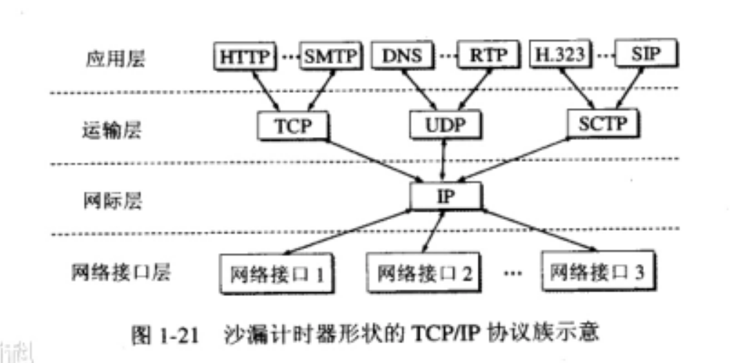 应用层 HTTP ··· SMTP DNS ··· RTP H.323 ··· SIP
运输层 TCP UDP SCTP
网际层 IP
网络接口层 网络接口 1 网络接口 2 ··· 网络接口 3
图 1-21 沙漏计时器形状的 TCP/IP 协议族示意